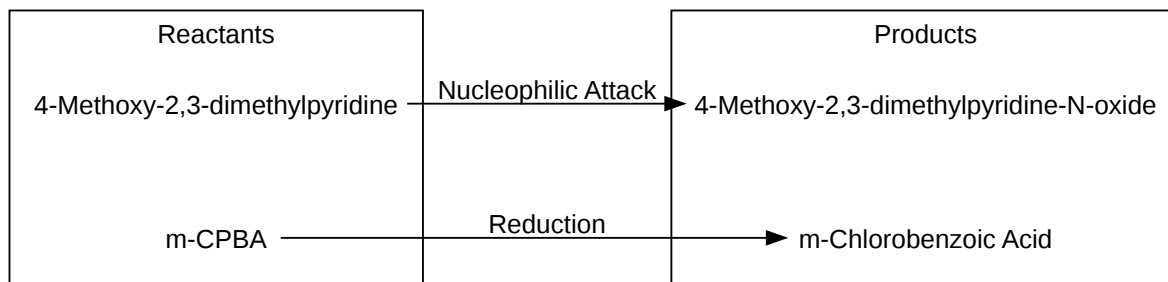 Reactants
Products
4-Methoxy-2,3-dimethylpyridine
Nucleophilic Attack
4-Methoxy-2,3-dimethylpyridine-N-oxide
m-CPBA
Reduction
m-Chlorobenzoic Acid